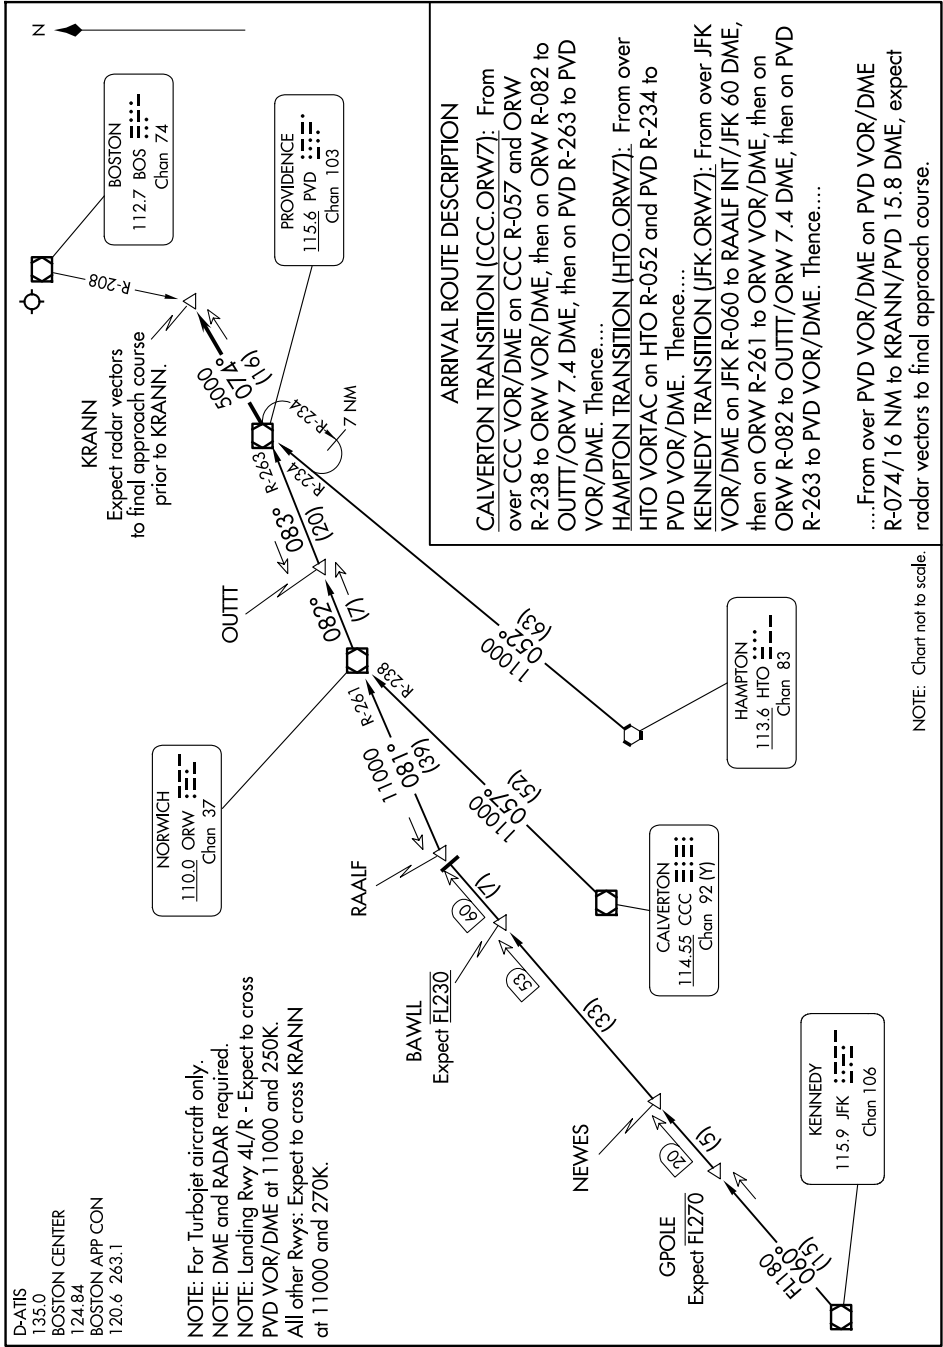 D-ATIS
135.0
BOSTON CENTER
124.84
BOSTON APP CON
120.6 263.1
NOTE: For Turbojet aircraft only.
NOTE: DME and RADAR required.
NOTE: Landing Rwy 4L/R - Expect to cross
PVD VOR/DME at 11000 and 250K.
All other Rwys: Expect to cross KRANN
at 11000 and 270K.
N
BOSTON
112.7 BOS
Chan 74
R-208
KRANN
Expect radar vectors
to final approach course
prior to KRANN.
5000
074°
(16)
PROVIDENCE
115.6 PVD
Chan 103
R-234
7 NM
R-263
R-234
083°
(20)
OUTTT
082°
(7)
NORWICH
110.0 ORW
Chan 37
R-261
R-238
11000
081°
(39)
RAALF
11000
052°
(63)
HAMPTON
113.6 HTO
Chan 83
11000
057°
(52)
CALVERTON
114.55 CCC
Chan 92 (Y)
60
(7)
BAWLL
Expect FL230
53
(33)
NEWES
20
(5)
GPOLE
Expect FL270
FL180
060°
(15)
KENNEDY
115.9 JFK
Chan 106
ARRIVAL ROUTE DESCRIPTION
CALVERTON TRANSITION (CCC.ORW7): From
over CCC VOR/DME on CCC R-057 and ORW
R-238 to ORW VOR/DME, then on ORW R-082 to
OUTTT/ORW 7.4 DME, then on PVD R-263 to PVD
VOR/DME. Thence....
HAMPTON TRANSITION (HTO.ORW7): From over
HTO VORTAC on HTO R-052 and PVD R-234 to
PVD VOR/DME. Thence....
KENNEDY TRANSITION (JFK.ORW7): From over JFK
VOR/DME on JFK R-060 to RAALF INT/JFK 60 DME,
then on ORW R-261 to ORW VOR/DME, then on
ORW R-082 to OUTTT/ORW 7.4 DME, then on PVD
R-263 to PVD VOR/DME. Thence....
....From over PVD VOR/DME on PVD VOR/DME
R-074/16 NM to KRANN/PVD 15.8 DME, expect
radar vectors to final approach course.
NOTE: Chart not to scale.